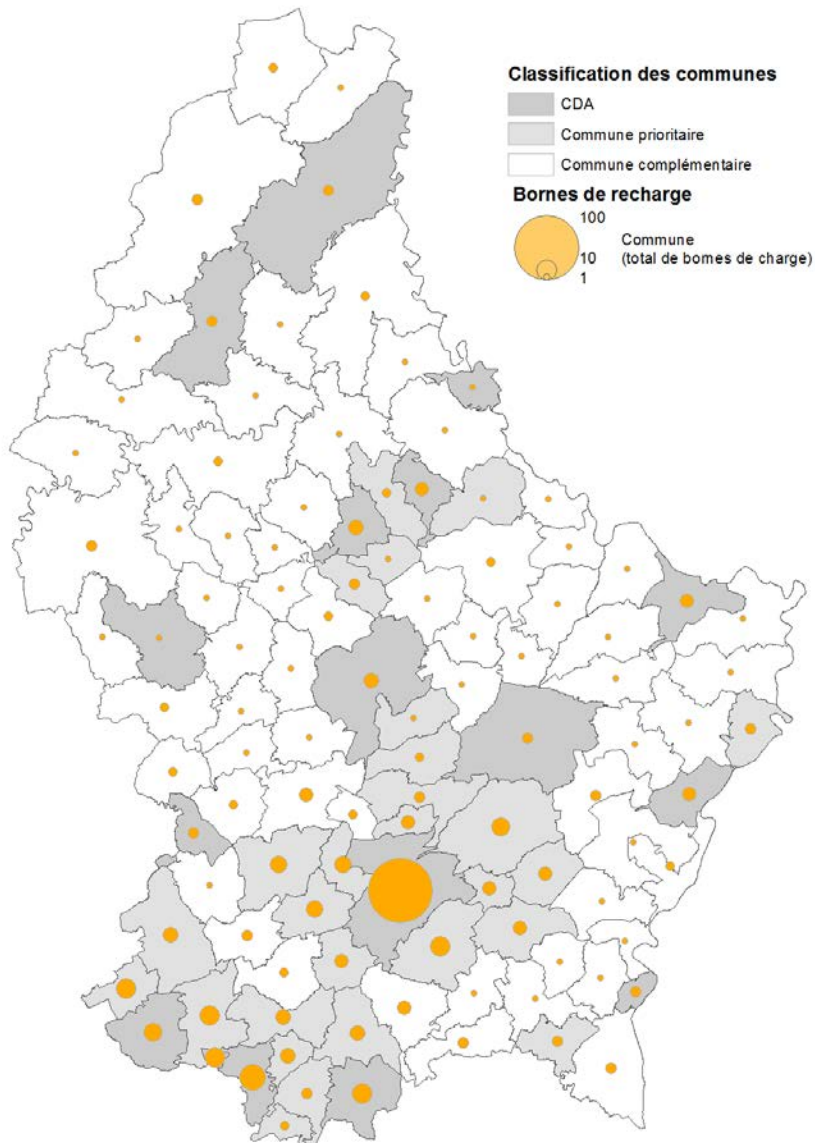 Classification des communes
CDA
Commune prioritaire
Commune complémentaire
Bornes de recharge
100
10
1
Commune
(total de bornes de charge)